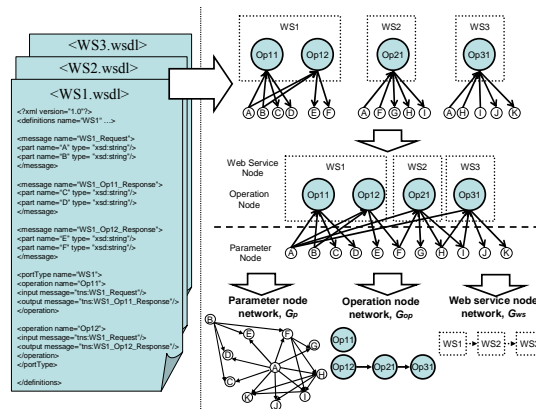 <WS3.wsdl>
<WS2.wsdl>
<WS1.wsdl>
<?xml version="1.0"?>
<definitions name="WS1" ...>
<message name="WS1_Request">
<part name="A" type= "xsd:string"/>
<part name="B" type= "xsd:string"/>
</message>
<message name="WS1_Op11_Response">
<part name="C" type= "xsd:string"/>
<part name="D" type= "xsd:string"/>
</message>
<message name="WS1_Op12_Response">
<part name="E" type= "xsd:string"/>
<part name="F" type= "xsd:string"/>
</message>
<portType name="WS1">
<operation name="Op11">
<input message="tns:WS1_Request"/>
<output message="tns:WS1_Op11_Response"/>
</operation>
<operation name="Op12">
<input message="tns:WS1_Request"/>
<output message="tns:WS1_Op12_Response"/>
</operation>
</portType>
</definitions>
WS1 WS2 WS3
Op11 Op12 Op21 Op31
A B C D E F A F G H I A H I J K
Web Service Node
WS1 WS2 WS3
Operation Node
Op11 Op12 Op21 Op31
Parameter Node
A B C D E F G H I J K
Parameter node network, Gp
Operation node network, Gop
Web service node network, Gws
B E F G D A C H K J I
Op11
Op12 Op21 Op31
WS1 WS2 WS3